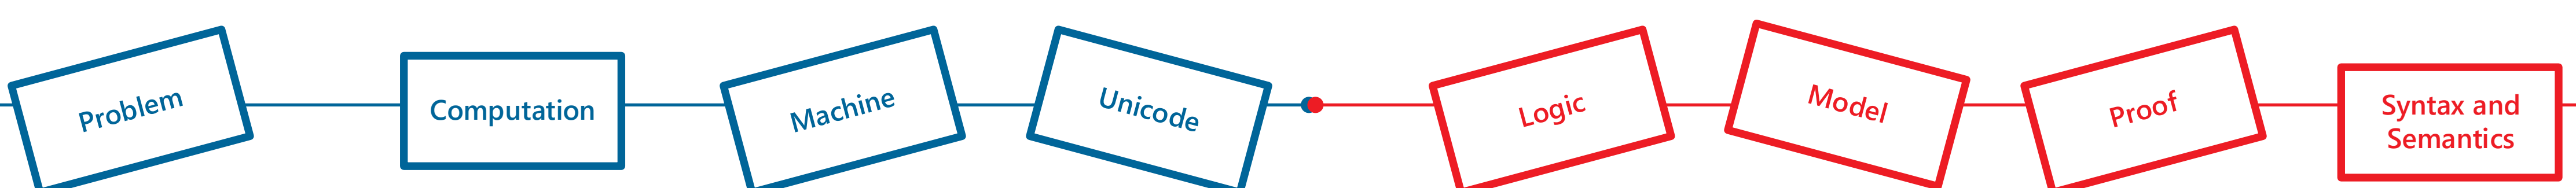 Problem
Computation
Machine
Unicode
Logic
Model
Proof
Syntax and
Semantics